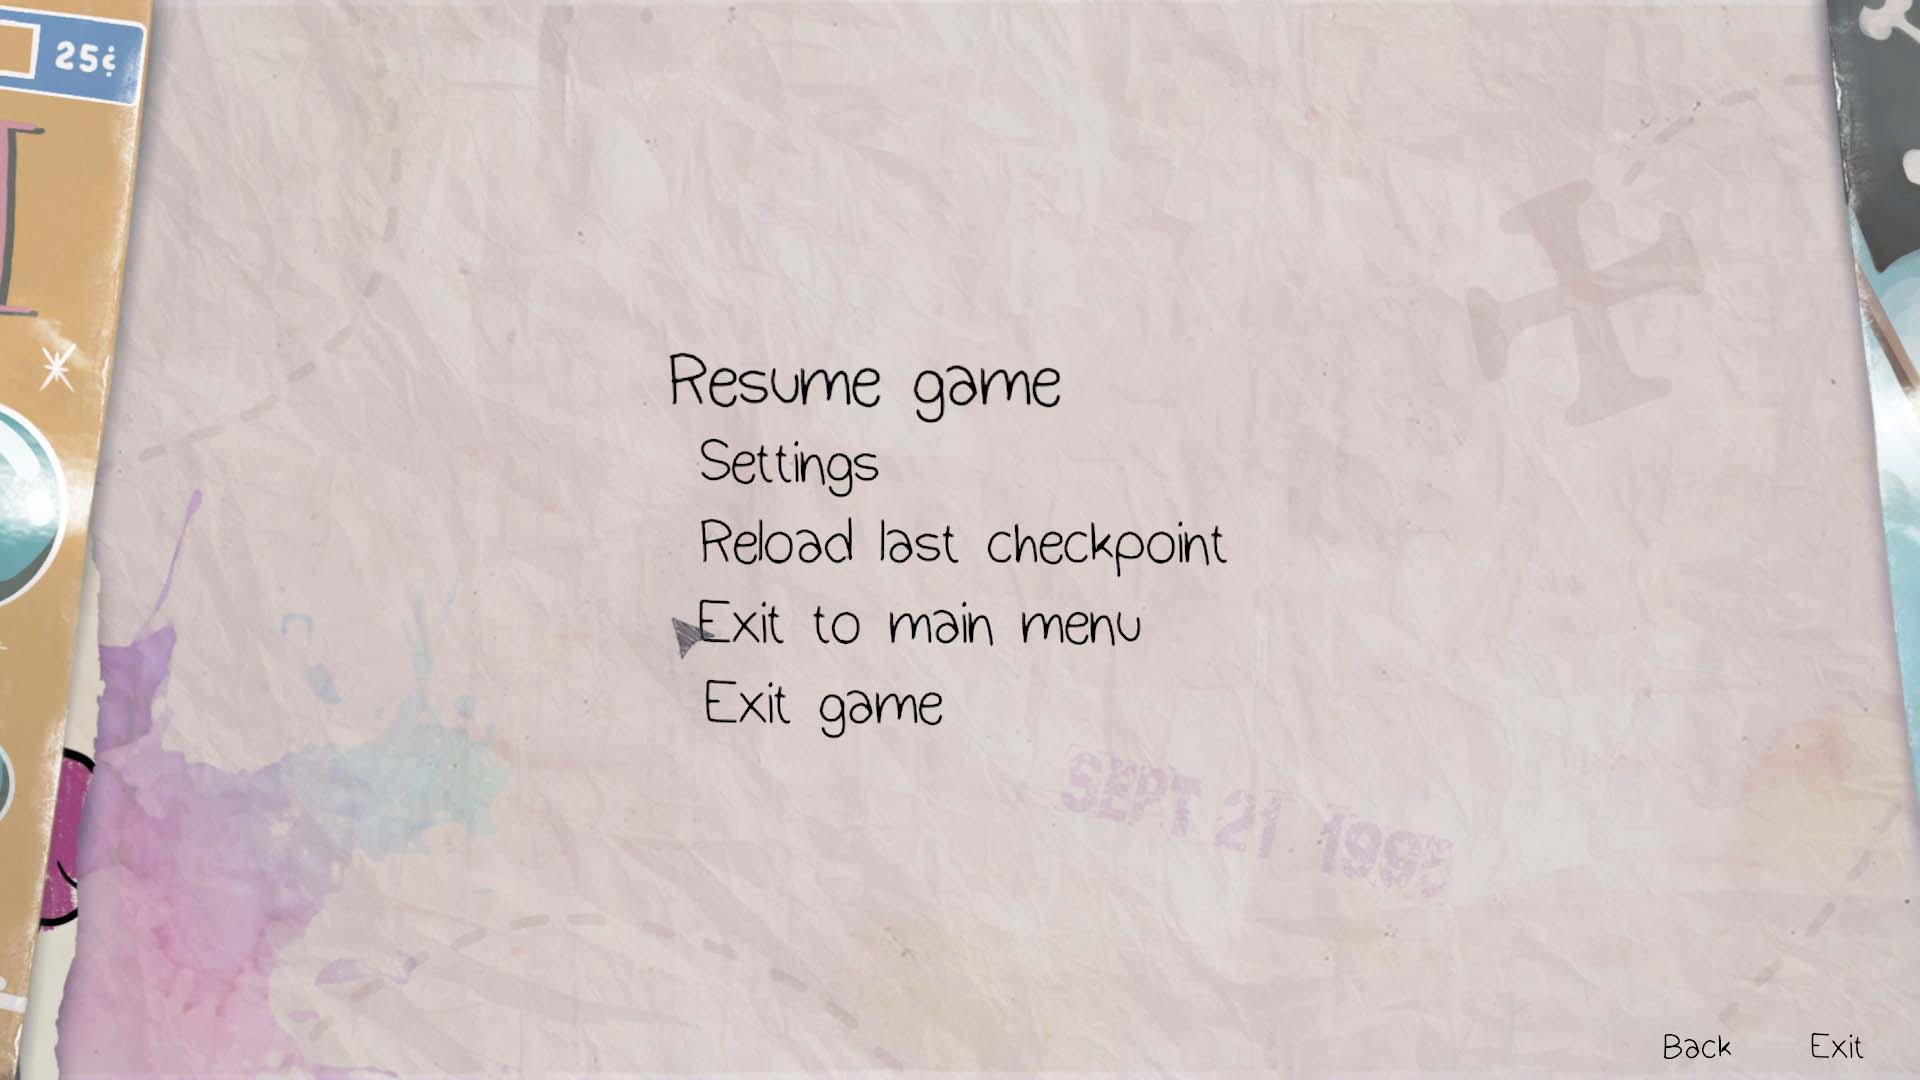 25¢
Resume game
Settings
Reload last checkpoint
Exit to main menu
Exit game
SEPT 21 1995
Back Exit